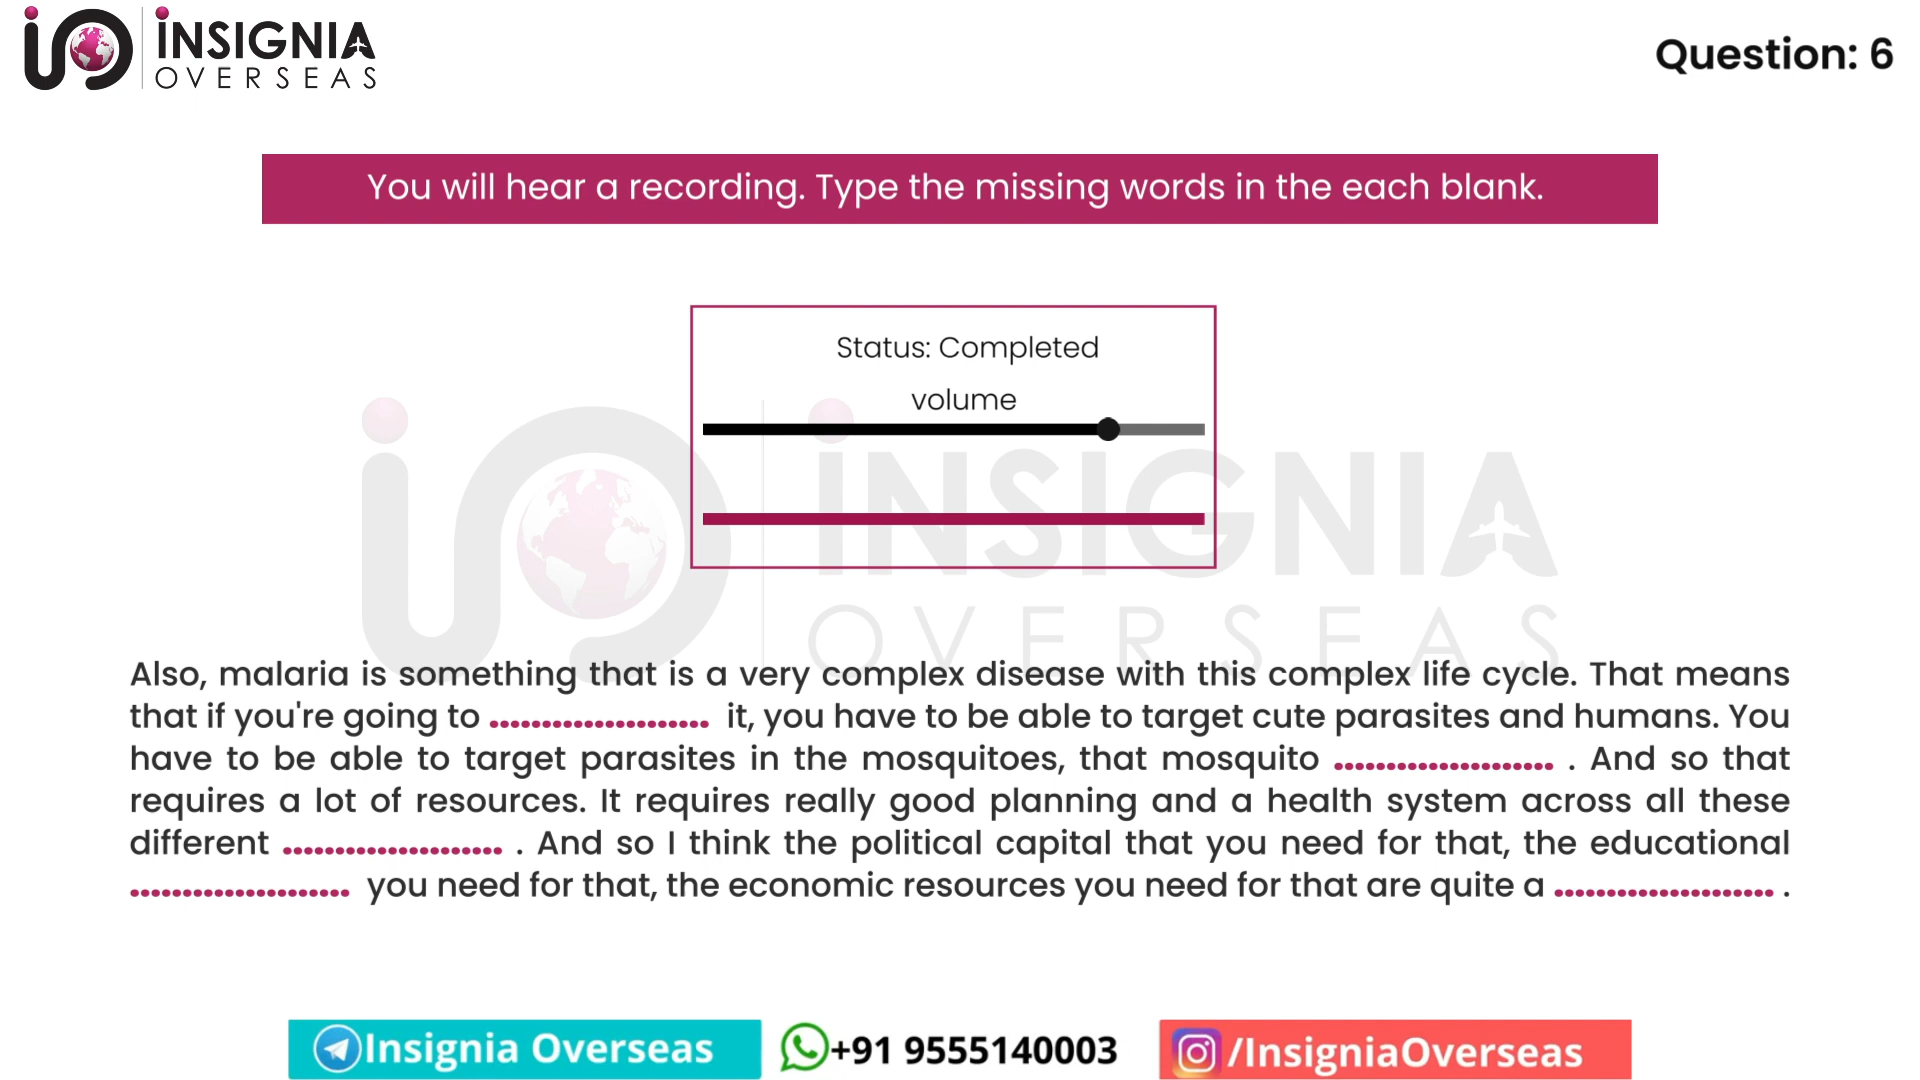 iNSIGNIA
OVERSEAS
Question: 6
You will hear a recording. Type the missing words in the each blank.
Status: Completed
volume
iNSIGNIA
OVERSEAS
Also, malaria is something that is a very complex disease with this complex life cycle. That means
that if you're going to ..................... it, you have to be able to target cute parasites and humans. You
have to be able to target parasites in the mosquitoes, that mosquito ..................... . And so that
requires a lot of resources. It requires really good planning and a health system across all these
different ..................... . And so I think the political capital that you need for that, the educational
..................... you need for that, the economic resources you need for that are quite a ..................... .
Insignia Overseas
+91 9555140003
/InsigniaOverseas